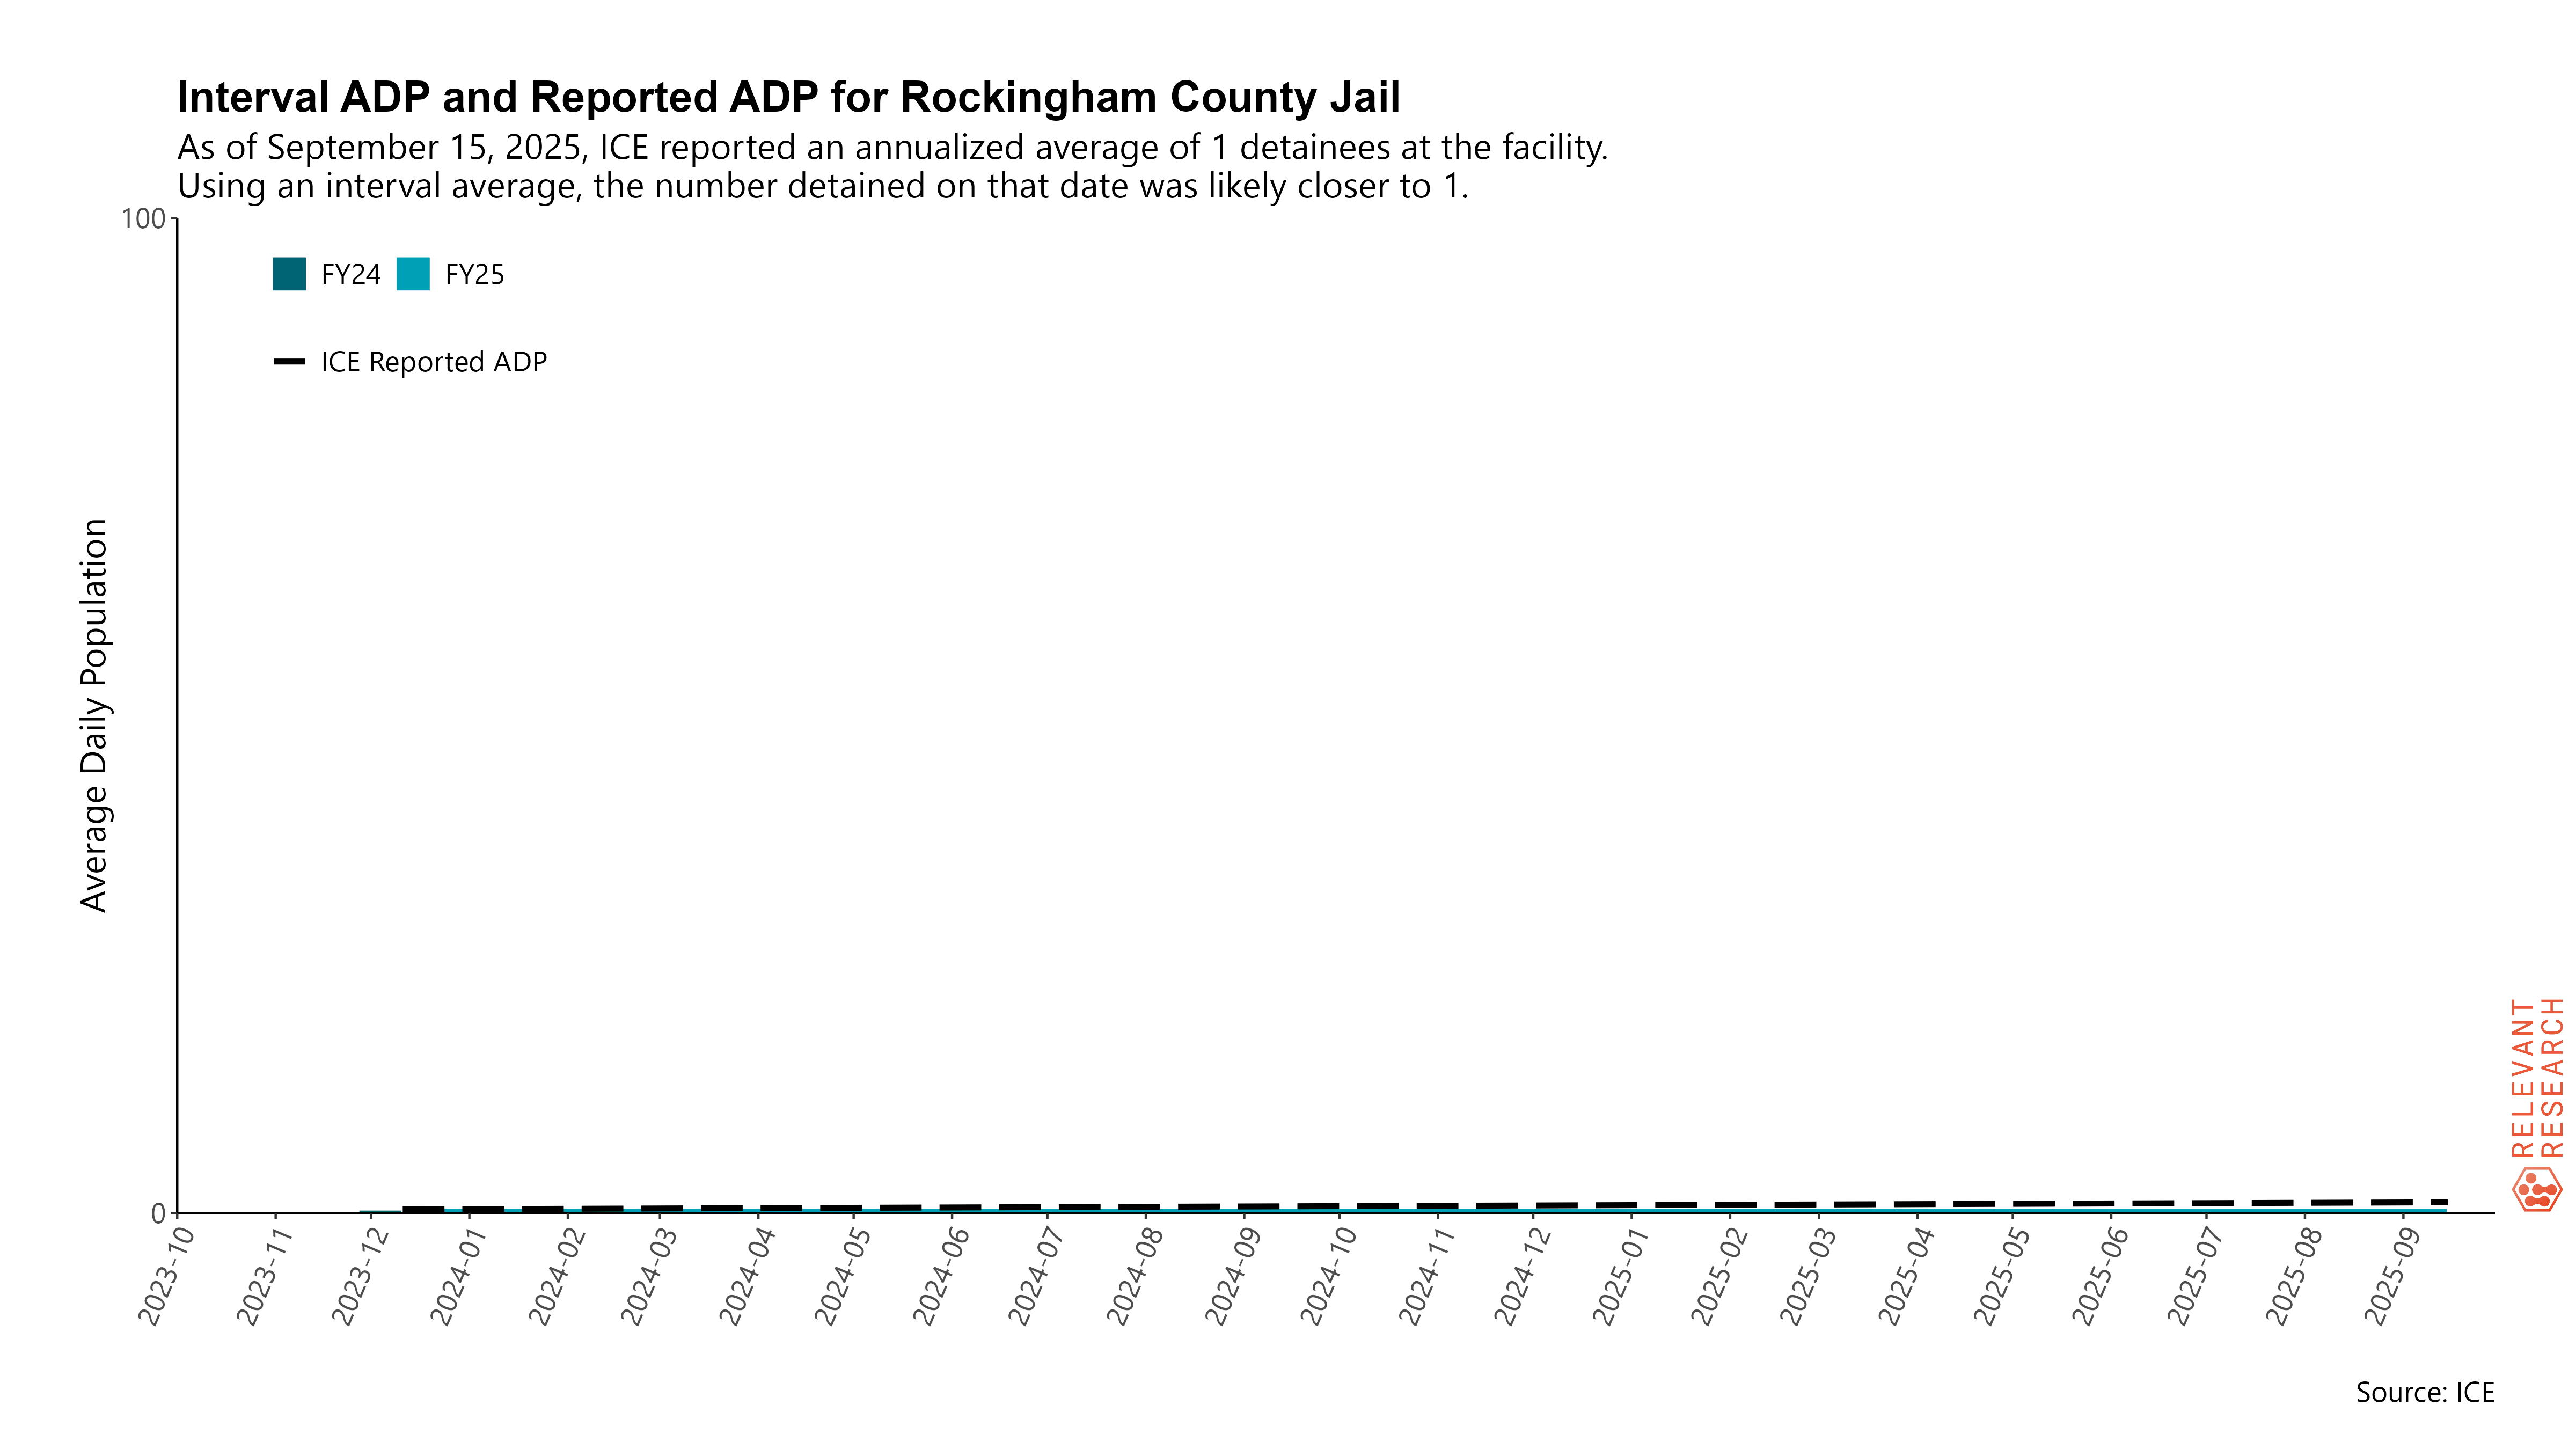 Interval ADP and Reported ADP for Rockingham County Jail
As of September 15, 2025, ICE reported an annualized average of 1 detainees at the facility.
Using an interval average, the number detained on that date was likely closer to 1.
100
FY24 FY25
ICE Reported ADP
Average Daily Population
0
2023-10
2023-11
2023-12
2024-01
2024-02
2024-03
2024-04
2024-05
2024-06
2024-07
2024-08
2024-09
2024-10
2024-11
2024-12
2025-01
2025-02
2025-03
2025-04
2025-05
2025-06
2025-07
2025-08
2025-09
RELEVANT
RESEARCH
Source: ICE